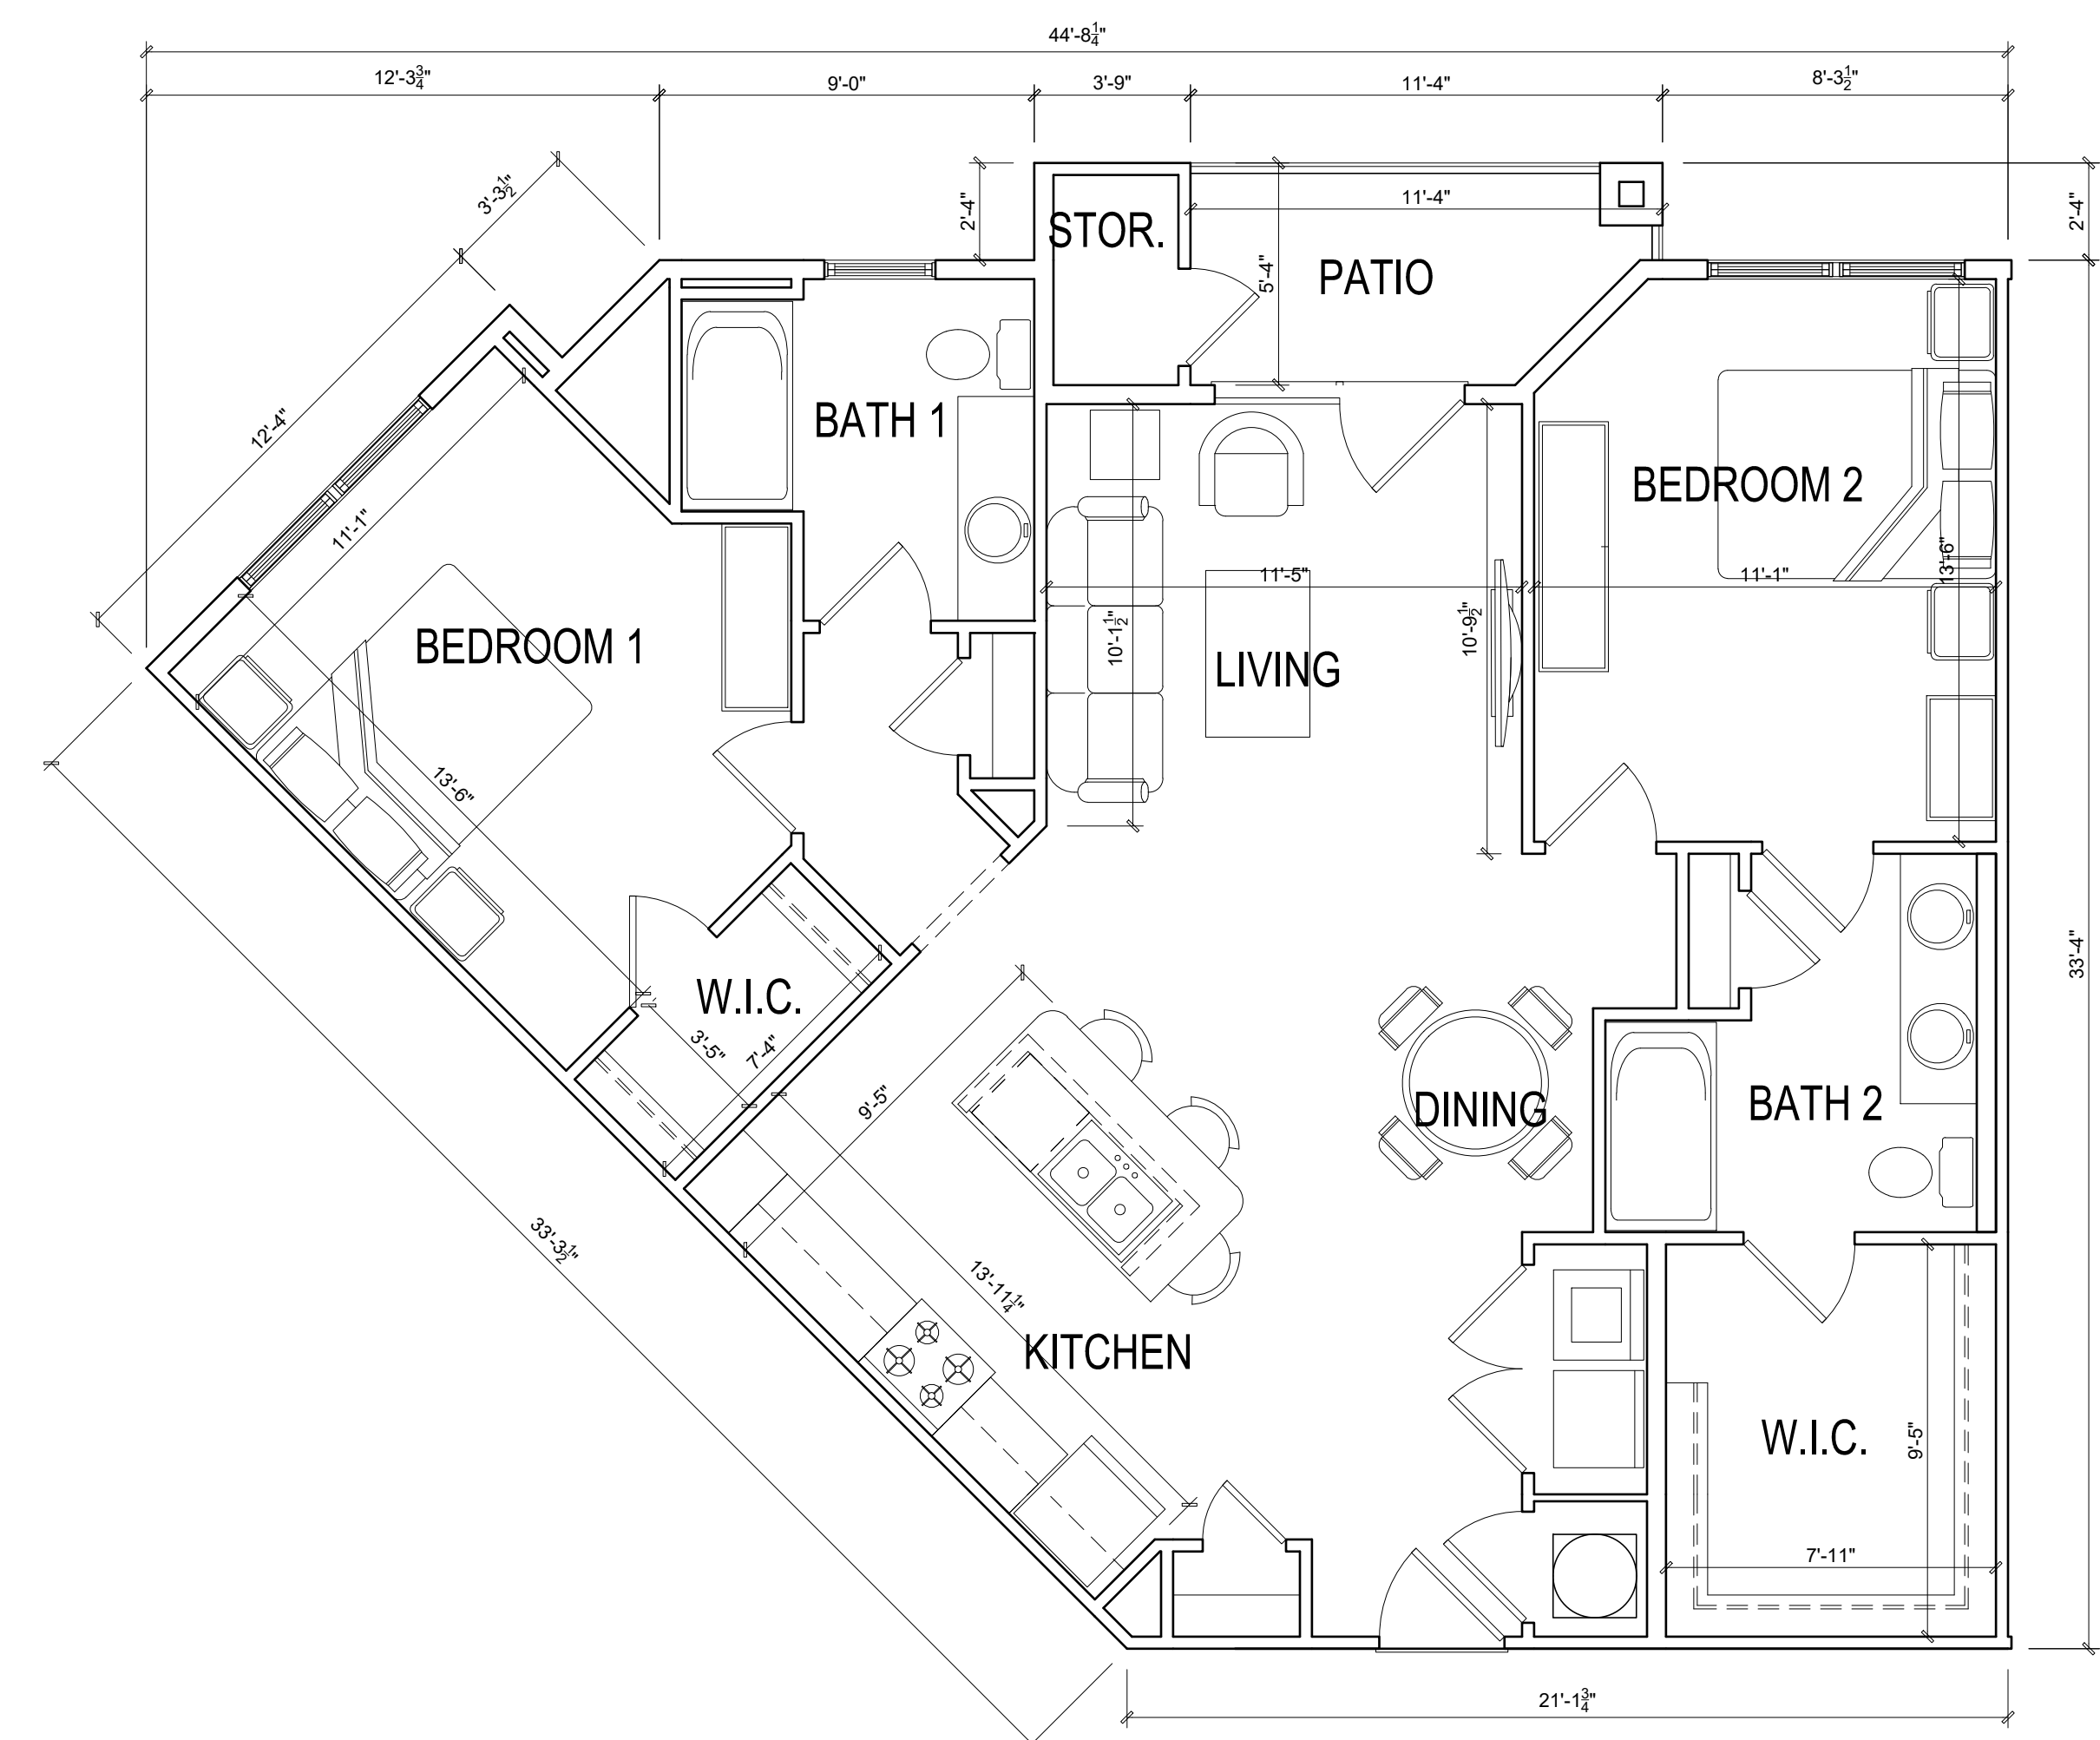 44'-8 1/4"
12'-3 3/4"
9'-0"
3'-9"
11'-4"
8'-3 1/2"
3'-3 1/2"
2'-4"
STOR.
11'-4"
2'-4"
5'-4"
PATIO
12'-4"
BATH 1
11'-1"
BEDROOM 2
11'-5"
11'-1"
13'-6"
BEDROOM 1
10'-1 1/2"
LIVING
10'-9 1/2"
13'-6"
33'-4"
W.I.C.
3'-5"
7'-4"
9'-5"
DINING
BATH 2
33'-3 1/2"
13'-11 1/4"
KITCHEN
W.I.C.
9'-5"
7'-11"
21'-1 3/4"